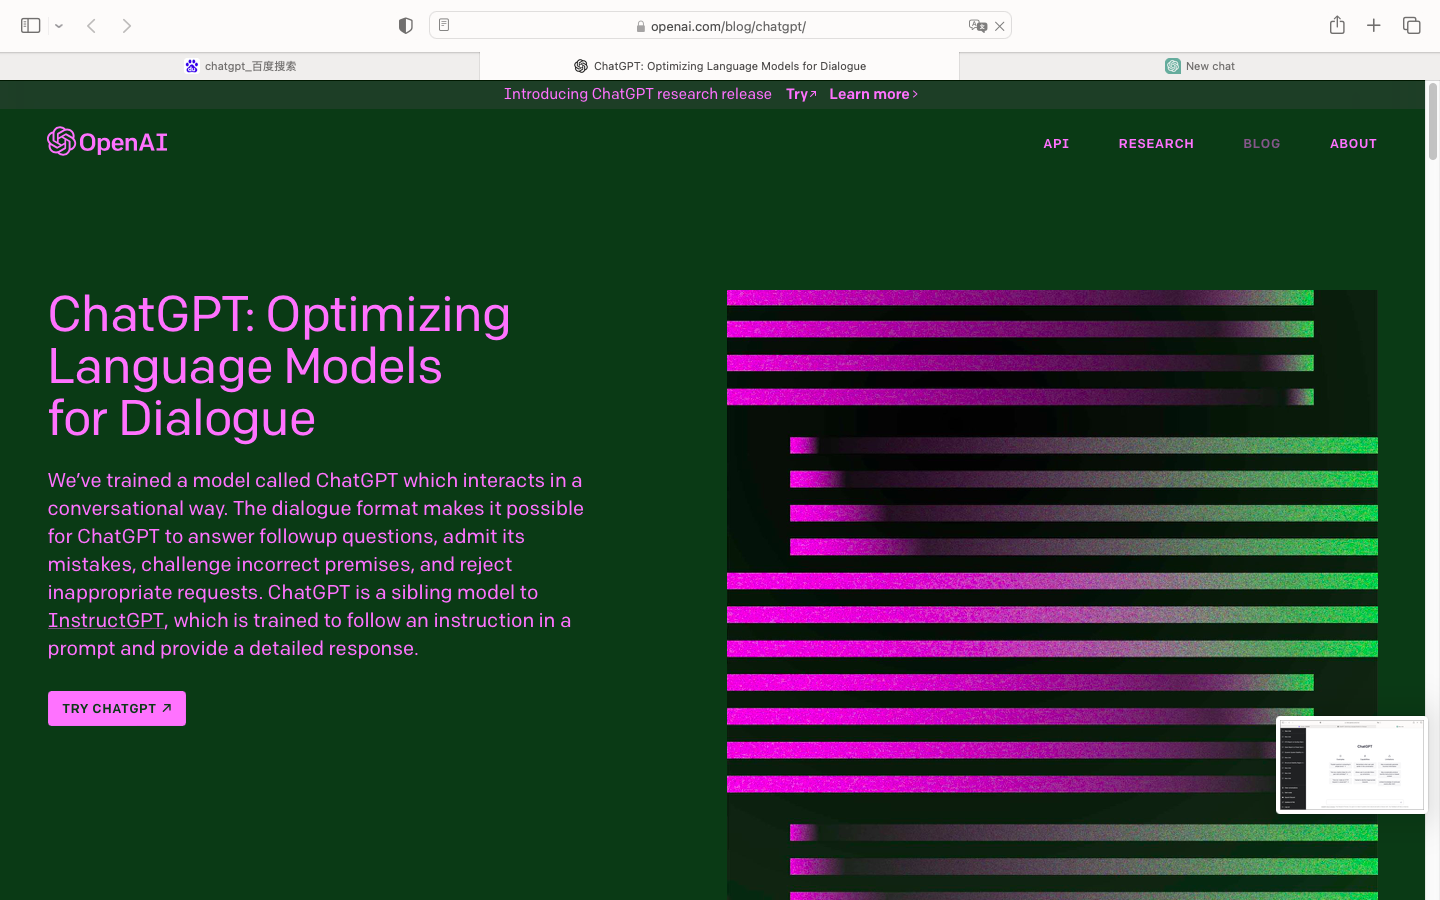 openai.com/blog/chatgpt/
chatgpt_百度搜索
ChatGPT: Optimizing Language Models for Dialogue
New chat
Introducing ChatGPT research release Try↗ Learn more ›
OpenAI
API RESEARCH BLOG ABOUT
ChatGPT: Optimizing
Language Models
for Dialogue
We’ve trained a model called ChatGPT which interacts in a
conversational way. The dialogue format makes it possible
for ChatGPT to answer followup questions, admit its
mistakes, challenge incorrect premises, and reject
inappropriate requests. ChatGPT is a sibling model to
InstructGPT, which is trained to follow an instruction in a
prompt and provide a detailed response.
TRY CHATGPT ↗
ChatGPT